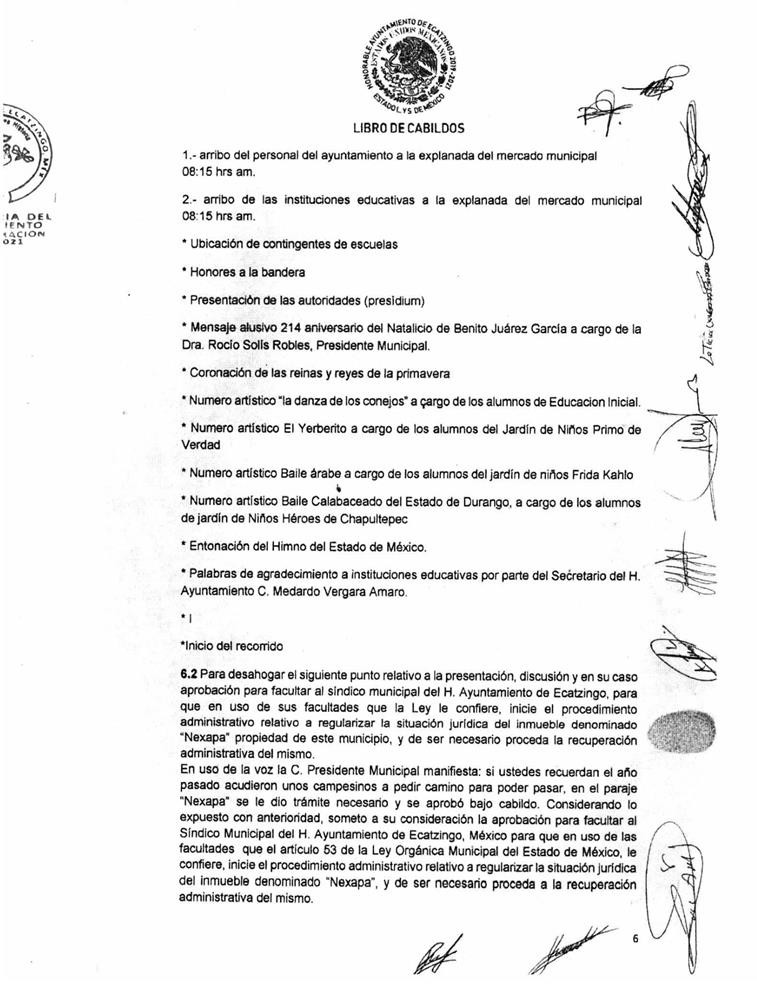 HONORABLE AYUNTAMIENTO DE ECATZINGO 2019-2021
ESTADOS UNIDOS MEXICANOS
ESTADO L. Y S. DE MÉXICO
LIBRO DE CABILDOS
1.- arribo del personal del ayuntamiento a la explanada del mercado municipal
08:15 hrs am.
2.- arribo de las instituciones educativas a la explanada del mercado municipal
08:15 hrs am.
IA DEL
IENTO
ACION
021
* Ubicación de contingentes de escuelas
* Honores a la bandera
* Presentación de las autoridades (presídium)
* Mensaje alusivo 214 aniversario del Natalicio de Benito Juárez García a cargo de la
Dra. Rocío Solís Robles, Presidente Municipal.
* Coronación de las reinas y reyes de la primavera
* Numero artístico "la danza de los conejos" a cargo de los alumnos de Educacion Inicial.
* Numero artístico El Yerberito a cargo de los alumnos del Jardín de Niños Primo de
Verdad
* Numero artístico Baile árabe a cargo de los alumnos del jardín de niños Frida Kahlo
* Numero artístico Baile Calabaceado del Estado de Durango, a cargo de los alumnos
de jardín de Niños Héroes de Chapultepec
* Entonación del Himno del Estado de México.
* Palabras de agradecimiento a instituciones educativas por parte del Secretario del H.
Ayuntamiento C. Medardo Vergara Amaro.
* I
*Inicio del recorrido
6.2 Para desahogar el siguiente punto relativo a la presentación, discusión y en su caso
aprobación para facultar al síndico municipal del H. Ayuntamiento de Ecatzingo, para
que en uso de sus facultades que la Ley le confiere, inicie el procedimiento
administrativo relativo a regularizar la situación jurídica del inmueble denominado
"Nexapa" propiedad de este municipio, y de ser necesario proceda la recuperación
administrativa del mismo.
En uso de la voz la C. Presidente Municipal manifiesta: si ustedes recuerdan el año
pasado acudieron unos campesinos a pedir camino para poder pasar, en el paraje
"Nexapa" se le dio trámite necesario y se aprobó bajo cabildo. Considerando lo
expuesto con anterioridad, someto a su consideración la aprobación para facultar al
Síndico Municipal del H. Ayuntamiento de Ecatzingo, México para que en uso de las
facultades que el artículo 53 de la Ley Orgánica Municipal del Estado de México, le
confiere, inicie el procedimiento administrativo relativo a regularizar la situación jurídica
del inmueble denominado "Nexapa", y de ser necesario proceda a la recuperación
administrativa del mismo.
6